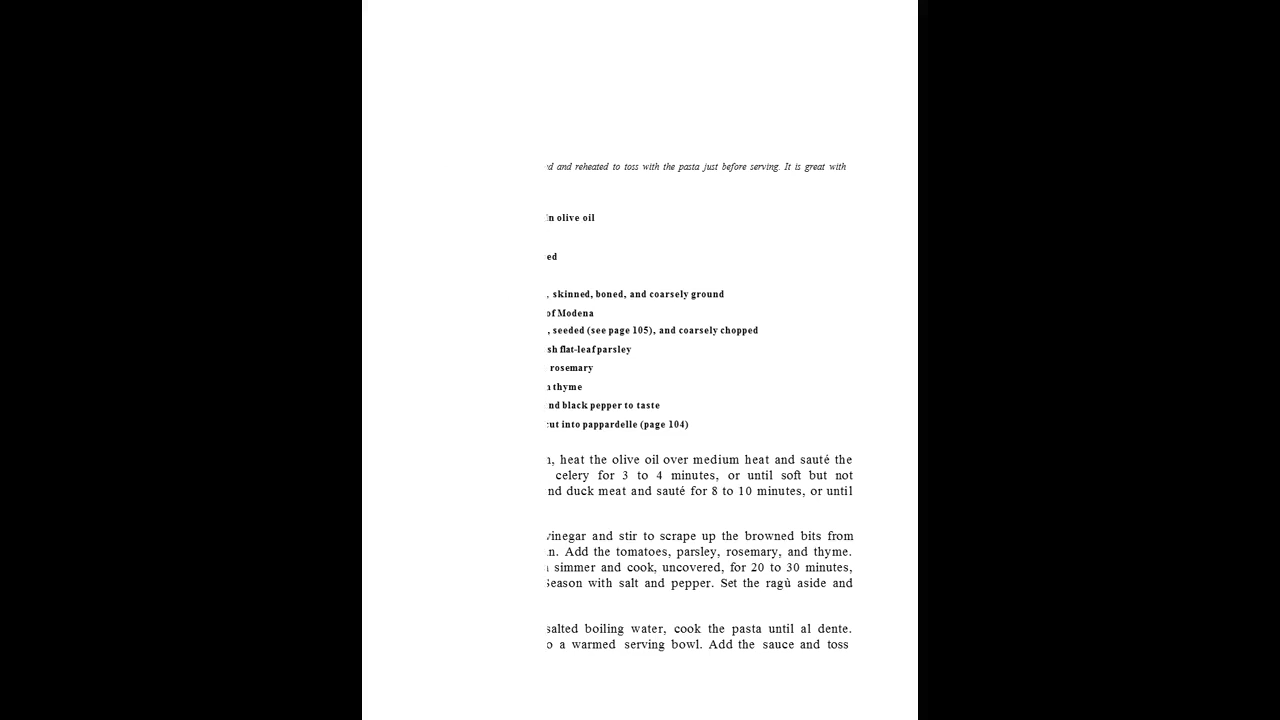 and reheated to toss with the pasta just before serving. It is great with
olive oil
skinned, boned, and coarsely ground
of Modena
, seeded (see page 105), and coarsely chopped
flat-leaf parsley
rosemary
thyme
black pepper to taste
into pappardelle (page 104)
heat the olive oil over medium heat and sauté the
celery for 3 to 4 minutes, or until soft but not
duck meat and sauté for 8 to 10 minutes, or until
vinegar and stir to scrape up the browned bits from
Add the tomatoes, parsley, rosemary, and thyme.
simmer and cook, uncovered, for 20 to 30 minutes,
Season with salt and pepper. Set the ragù aside and
salted boiling water, cook the pasta until al dente.
a warmed serving bowl. Add the sauce and toss